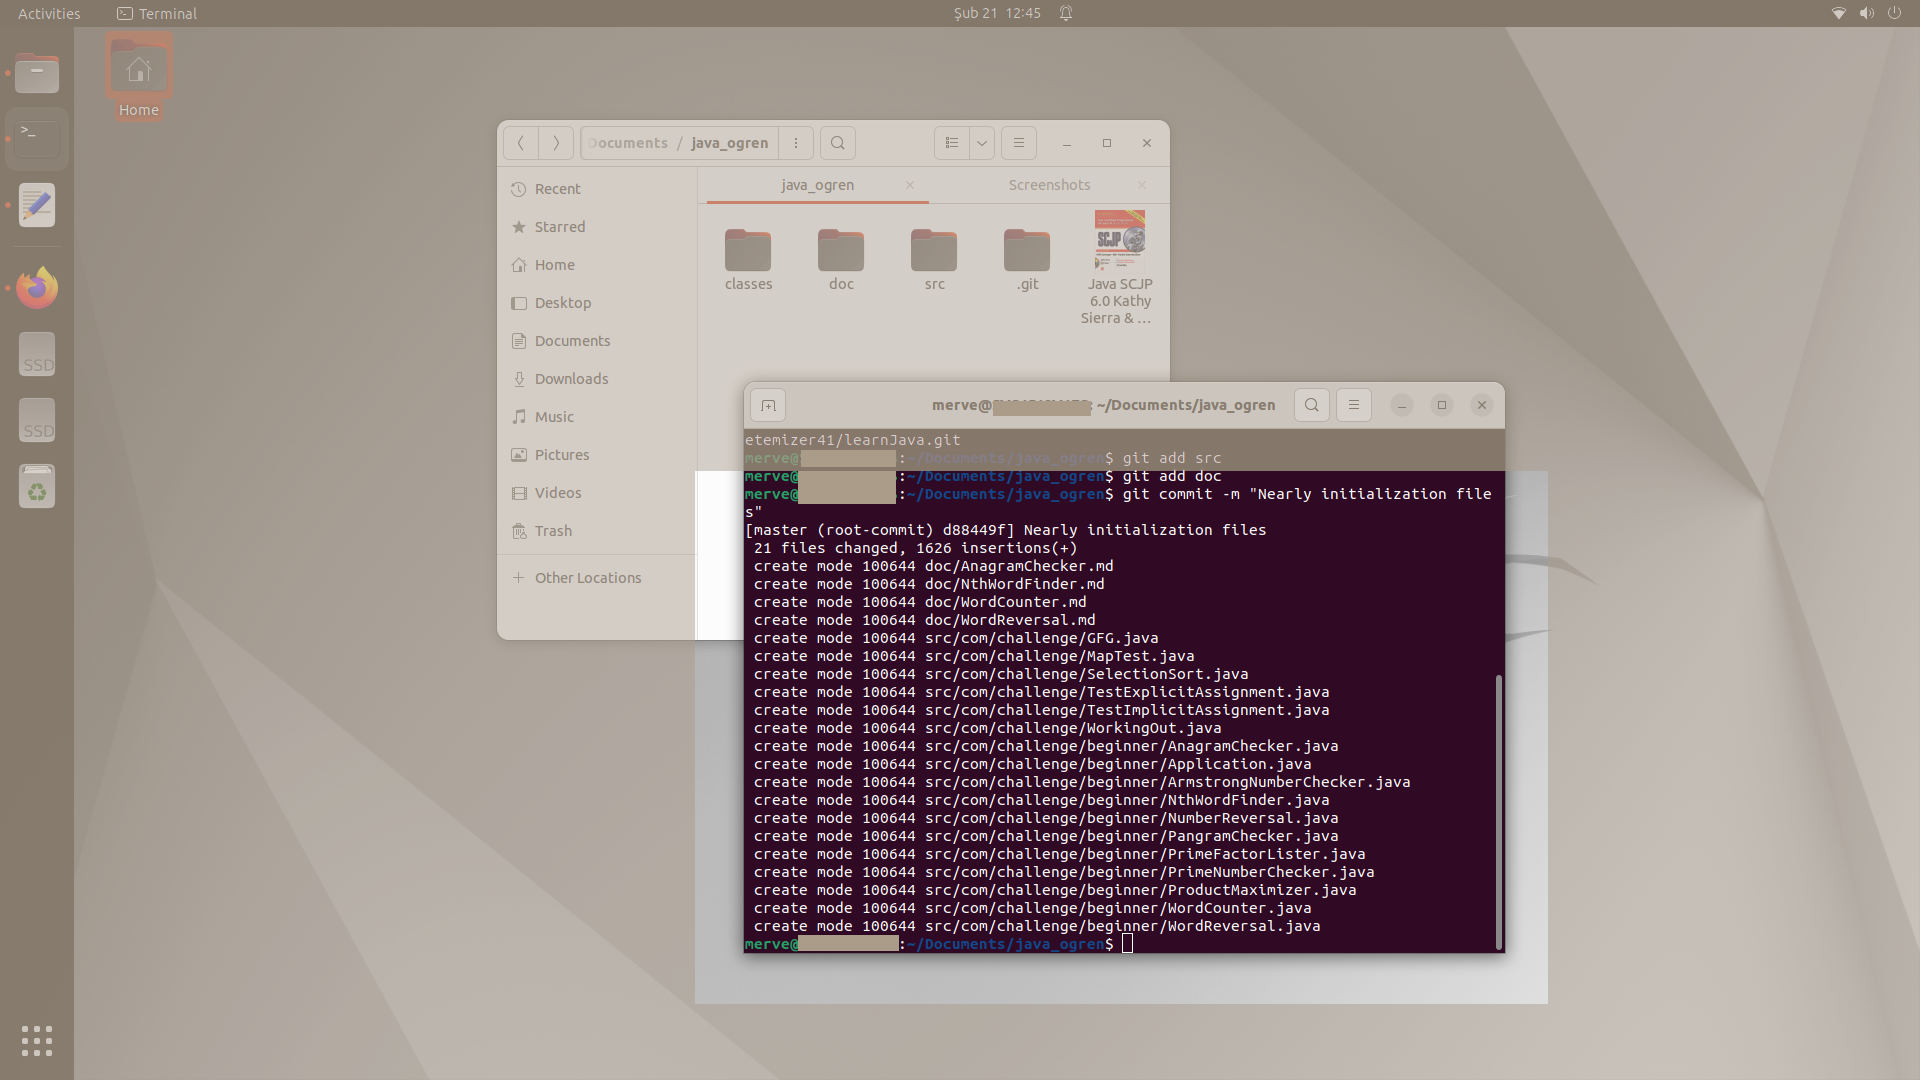 Activities
Terminal
Şub 21 12:45
Home
Documents / java_ogren
java_ogren
Screenshots
Recent
Starred
Home
Desktop
Documents
Downloads
Music
Pictures
Videos
Trash
Other Locations
classes
doc
src
.git
SCJP
Java SCJP
6.0 Kathy
Sierra & ...
SSD
SSD
merve@ : ~/Documents/java_ogren
etemizer41/learnJava.git
merve@ :~/Documents/java_ogren$ git add src
merve@ :~/Documents/java_ogren$ git add doc
merve@ :~/Documents/java_ogren$ git commit -m "Nearly initialization file
s"
[master (root-commit) d88449f] Nearly initialization files
21 files changed, 1626 insertions(+)
create mode 100644 doc/AnagramChecker.md
create mode 100644 doc/NthWordFinder.md
create mode 100644 doc/WordCounter.md
create mode 100644 doc/WordReversal.md
create mode 100644 src/com/challenge/GFG.java
create mode 100644 src/com/challenge/MapTest.java
create mode 100644 src/com/challenge/SelectionSort.java
create mode 100644 src/com/challenge/TestExplicitAssignment.java
create mode 100644 src/com/challenge/TestImplicitAssignment.java
create mode 100644 src/com/challenge/WorkingOut.java
create mode 100644 src/com/challenge/beginner/AnagramChecker.java
create mode 100644 src/com/challenge/beginner/Application.java
create mode 100644 src/com/challenge/beginner/ArmstrongNumberChecker.java
create mode 100644 src/com/challenge/beginner/NthWordFinder.java
create mode 100644 src/com/challenge/beginner/NumberReversal.java
create mode 100644 src/com/challenge/beginner/PangramChecker.java
create mode 100644 src/com/challenge/beginner/PrimeFactorLister.java
create mode 100644 src/com/challenge/beginner/PrimeNumberChecker.java
create mode 100644 src/com/challenge/beginner/ProductMaximizer.java
create mode 100644 src/com/challenge/beginner/WordCounter.java
create mode 100644 src/com/challenge/beginner/WordReversal.java
merve@ :~/Documents/java_ogren$